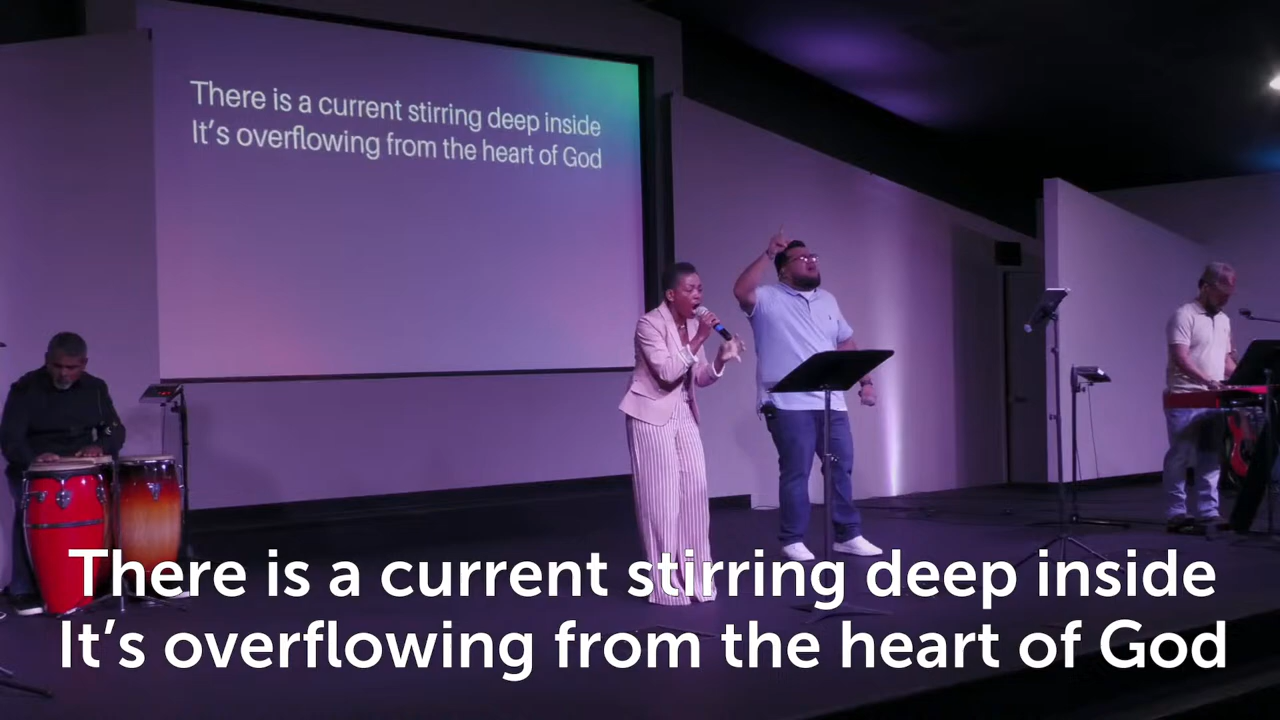 There is a current stirring deep inside
It's overflowing from the heart of God
There is a current stirring deep inside
It's overflowing from the heart of God